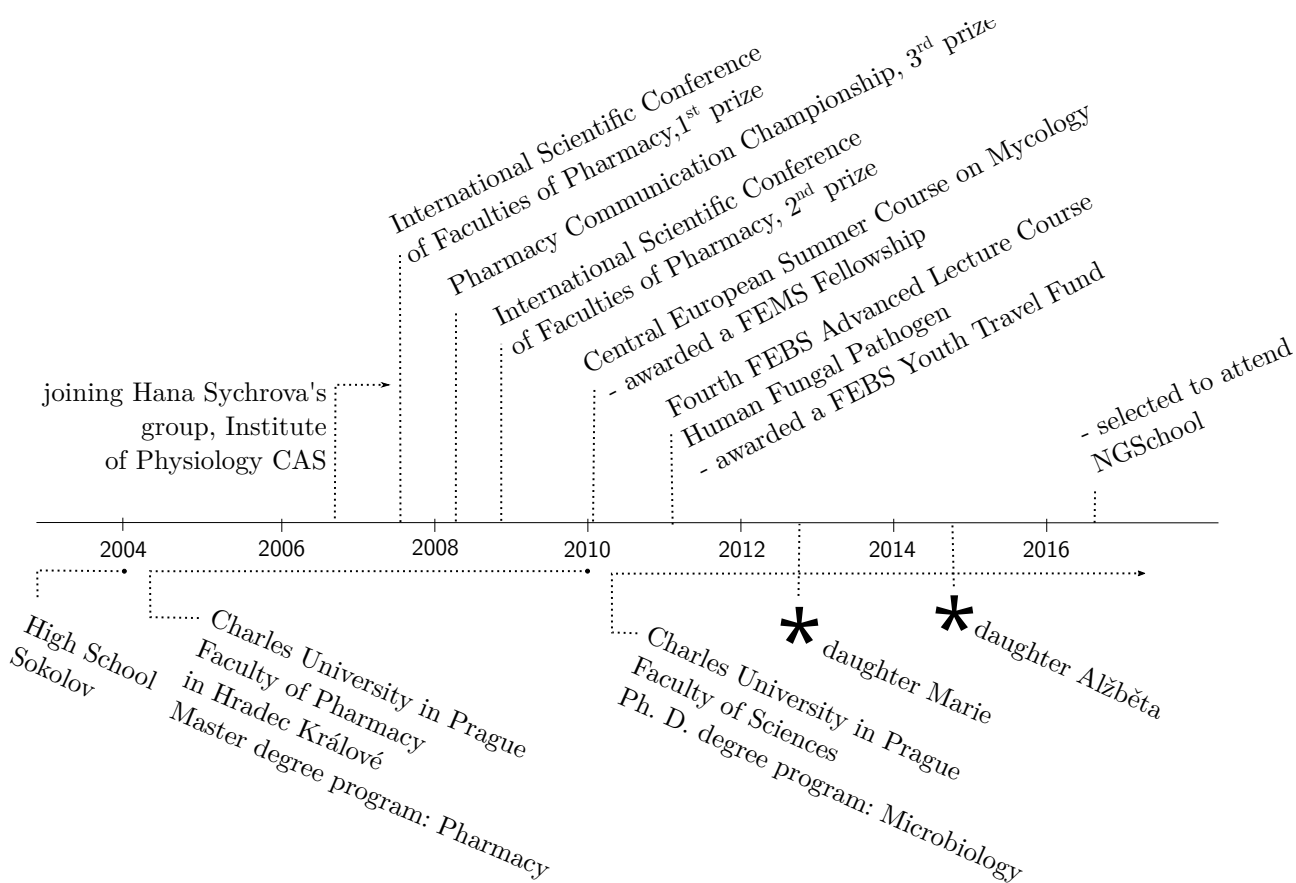 International Scientific Conference
of Faculties of Pharmacy,1st prize
Pharmacy Communication Championship, 3rd prize
International Scientific Conference
of Faculties of Pharmacy, 2nd prize
Central European Summer Course on Mycology
- awarded a FEMS Fellowship
Fourth FEBS Advanced Lecture Course
Human Fungal Pathogen
- awarded a FEBS Youth Travel Fund
- selected to attend
NGSchool
joining Hana Sychrova's
group, Institute
of Physiology CAS
2004 2006 2008 2010 2012 2014 2016
High School
Sokolov
Charles University in Prague
Faculty of Pharmacy
in Hradec Králové
Master degree program: Pharmacy
Charles University in Prague
Faculty of Sciences
Ph. D. degree program: Microbiology
* daughter Marie
* daughter Alžběta